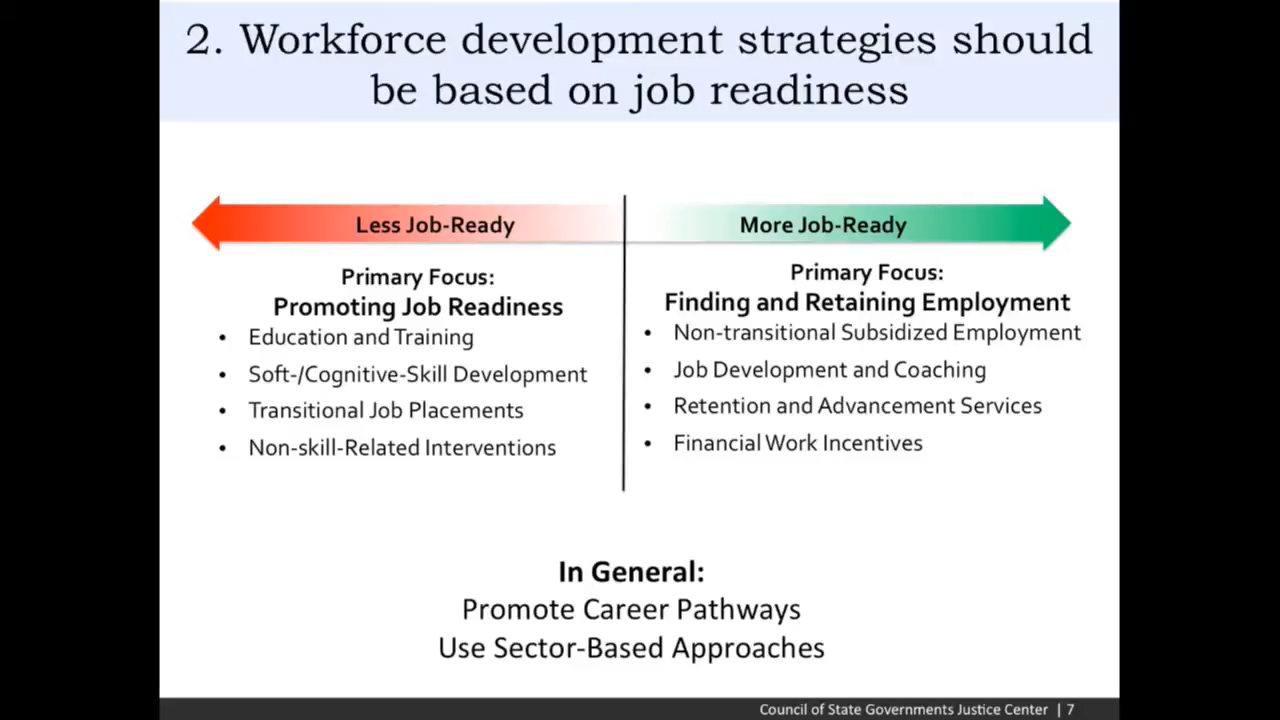 2. Workforce development strategies should
be based on job readiness
Less Job-Ready
Primary Focus:
Promoting Job Readiness
• Education and Training
• Soft-/Cognitive-Skill Development
• Transitional Job Placements
• Non-skill-Related Interventions
More Job-Ready
Primary Focus:
Finding and Retaining Employment
• Non-transitional Subsidized Employment
• Job Development and Coaching
• Retention and Advancement Services
• Financial Work Incentives
In General:
Promote Career Pathways
Use Sector-Based Approaches
Council of State Governments Justice Center | 7